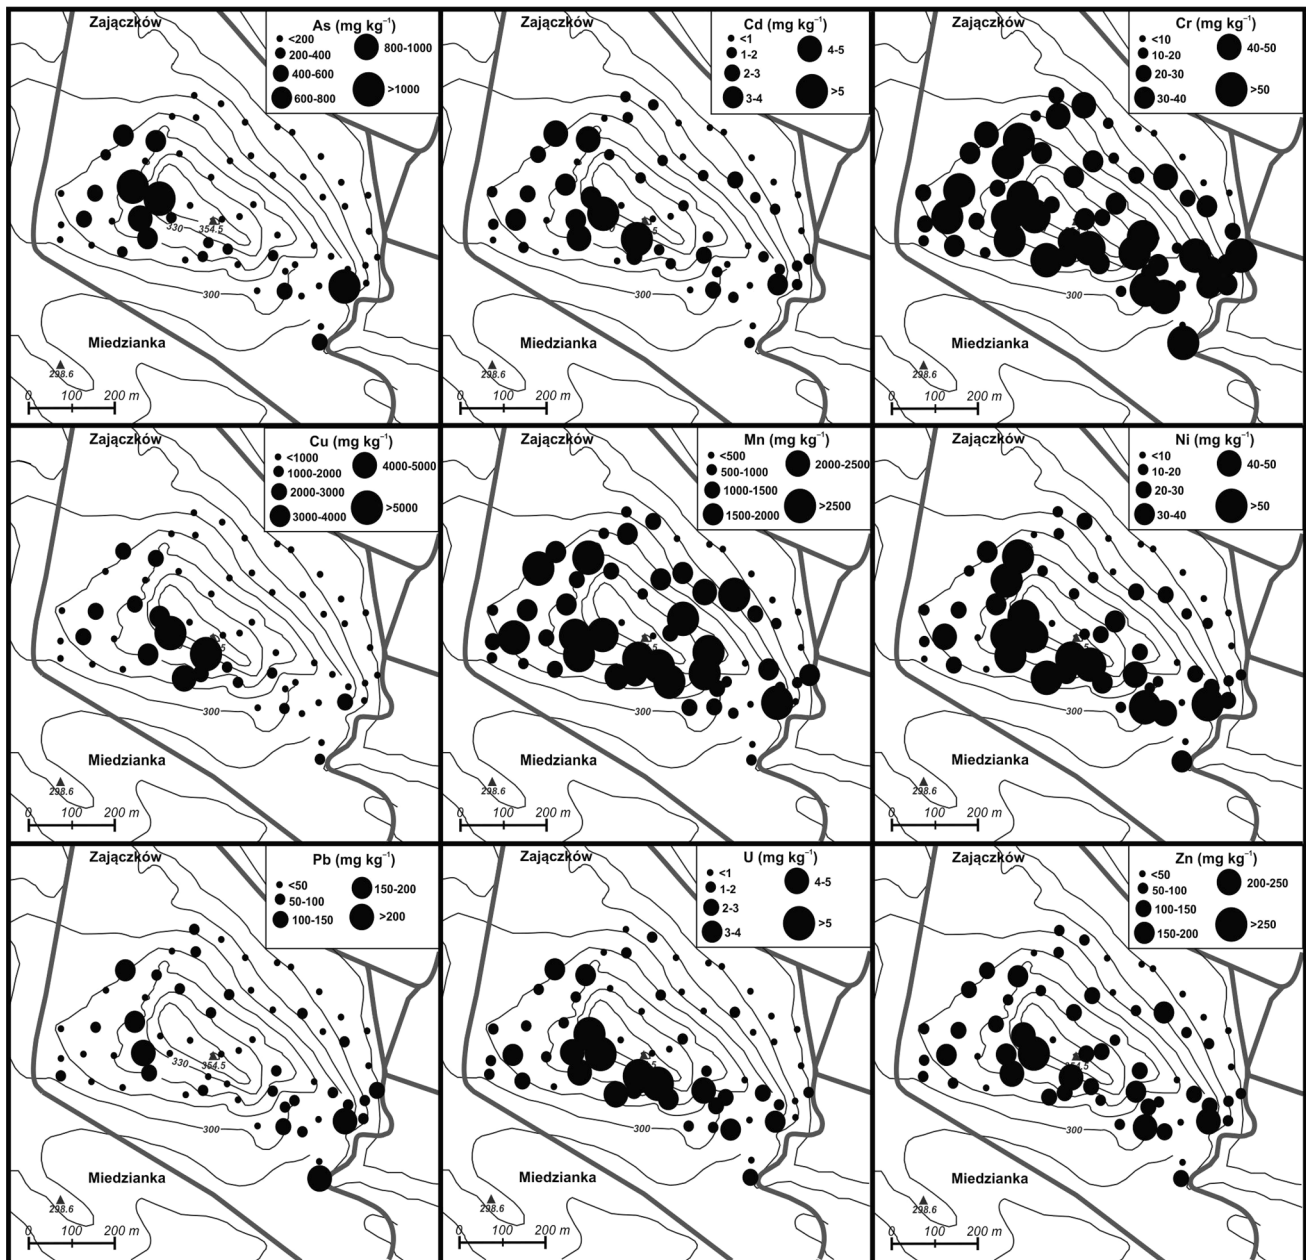 Zajączków
As (mg kg⁻¹)
<200
200-400
400-600
600-800
800-1000
>1000
330
354.5
300
Miedzianka
298.6
0 100 200 m
Zajączków
Cd (mg kg⁻¹)
<1
1-2
2-3
3-4
4-5
>5
300
Miedzianka
298.6
0 100 200 m
Zajączków
Cr (mg kg⁻¹)
<10
10-20
20-30
30-40
40-50
>50
300
Miedzianka
298.6
0 100 200 m
Zajączków
Cu (mg kg⁻¹)
<1000
1000-2000
2000-3000
3000-4000
4000-5000
>5000
300
Miedzianka
298.6
0 100 200 m
Zajączków
Mn (mg kg⁻¹)
<500
500-1000
1000-1500
1500-2000
2000-2500
>2500
300
Miedzianka
298.6
0 100 200 m
Zajączków
Ni (mg kg⁻¹)
<10
10-20
20-30
30-40
40-50
>50
300
Miedzianka
298.6
0 100 200 m
Zajączków
Pb (mg kg⁻¹)
<50
50-100
100-150
150-200
>200
330
354.5
300
Miedzianka
298.6
0 100 200 m
Zajączków
U (mg kg⁻¹)
<1
1-2
2-3
3-4
4-5
>5
300
Miedzianka
298.6
0 100 200 m
Zajączków
Zn (mg kg⁻¹)
<50
50-100
100-150
150-200
200-250
>250
354.5
300
Miedzianka
298.6
0 100 200 m